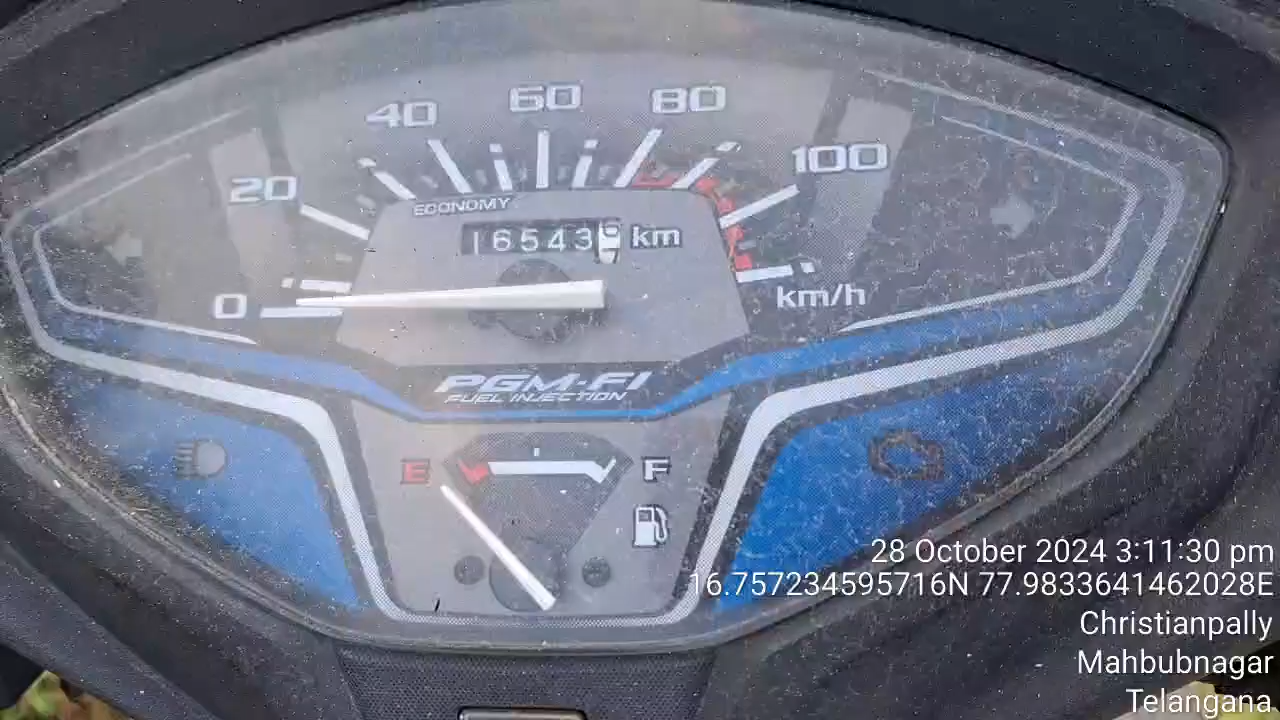 40 60 80
20 100
ECONOMY
16543 km
0 km/h
PGM-FI
FUEL INJECTION
E F
28 October 2024 3:11:30 pm
16.757234595716N 77.9833641462028E
Christianpally
Mahbubnagar
Telangana